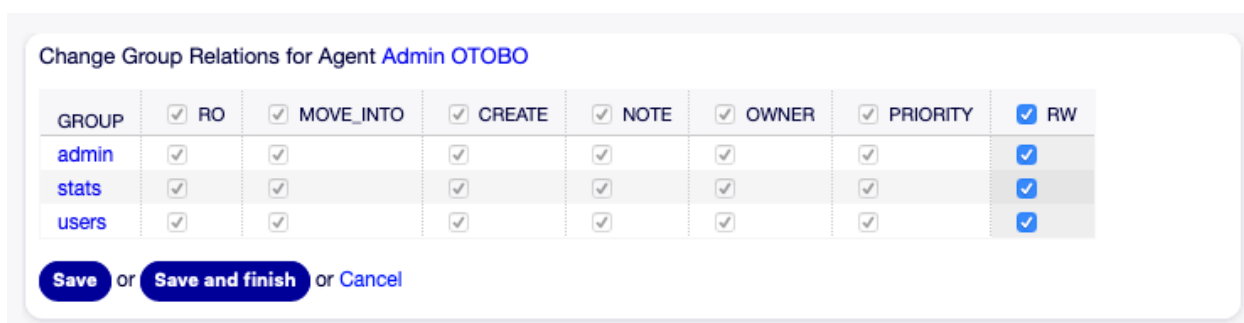 Change Group Relations for Agent Admin OTOBO
GROUP RO MOVE_INTO CREATE NOTE OWNER PRIORITY RW
admin
stats
users
Save or Save and finish or Cancel